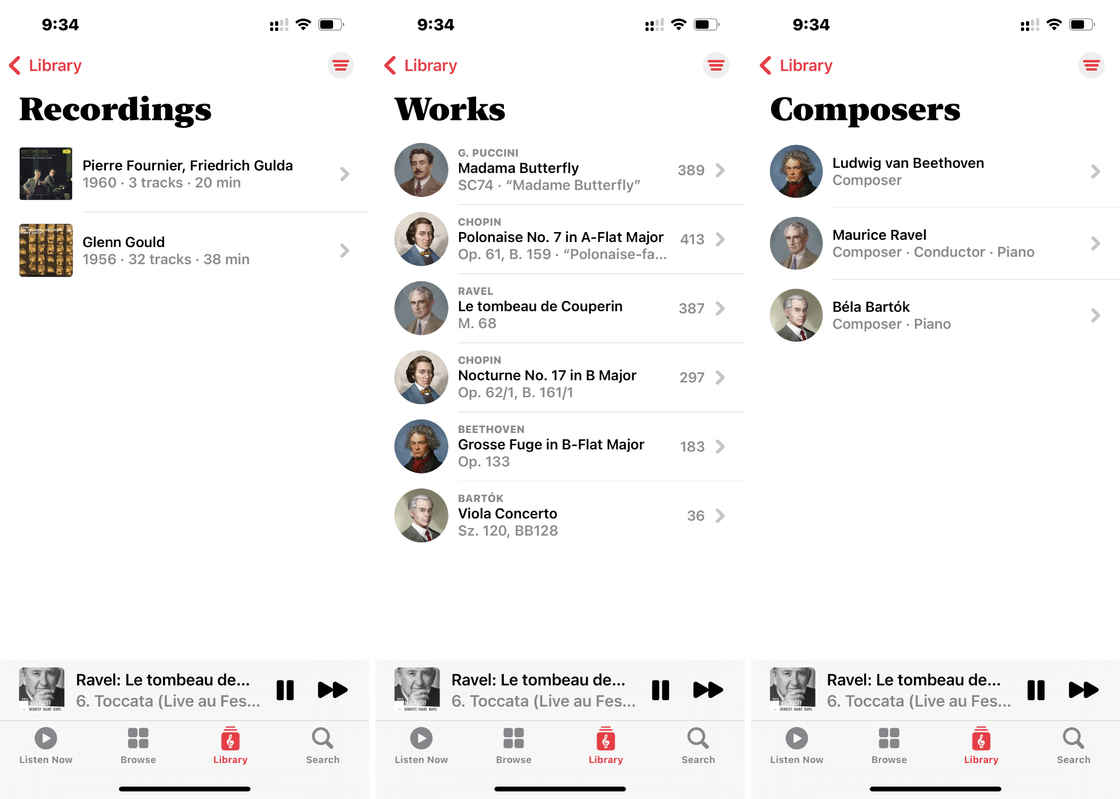 9:34
Library
Recordings
Pierre Fournier, Friedrich Gulda
1960 · 3 tracks · 20 min
Glenn Gould
1956 · 32 tracks · 38 min
Ravel: Le tombeau de...
6. Toccata (Live au Fes...
Listen Now
Browse
Library
Search
9:34
Library
Works
G. PUCCINI
Madama Butterfly
389
SC74 · “Madame Butterfly”
CHOPIN
Polonaise No. 7 in A-Flat Major
413
Op. 61, B. 159 · “Polonaise-fa...
RAVEL
Le tombeau de Couperin
387
M. 68
CHOPIN
Nocturne No. 17 in B Major
297
Op. 62/1, B. 161/1
BEETHOVEN
Grosse Fuge in B-Flat Major
183
Op. 133
BARTÓK
Viola Concerto
36
Sz. 120, BB128
Ravel: Le tombeau de...
6. Toccata (Live au Fes...
Listen Now
Browse
Library
Search
9:34
Library
Composers
Ludwig van Beethoven
Composer
Maurice Ravel
Composer · Conductor · Piano
Béla Bartók
Composer · Piano
Ravel: Le tombeau de...
6. Toccata (Live au Fes...
Listen Now
Browse
Library
Search